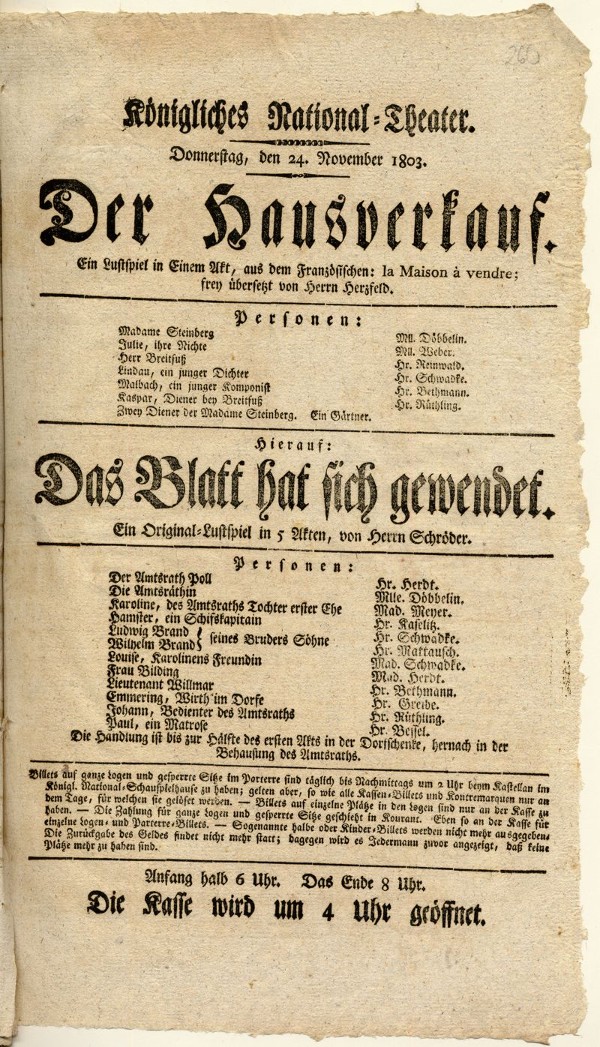 260
Königliches National-Theater.
Donnerstag, den 24. November 1803.
Der Hausverkauf.
Ein Lustspiel in Einem Akt, aus dem Französischen: la Maison à vendre;
frey übersetzt von Herrn Herzfeld.
Personen:
Madame Steinberg Mll. Döbbelin.
Julie, ihre Nichte Mll. Weber.
Herr Breitfuß Hr. Reinwald.
Lindau, ein junger Dichter Hr. Schwadke.
Malbach, ein junger Komponist Hr. Bethmann.
Kaspar, Diener bey Breitfuß Hr. Rüthling.
Zwey Diener der Madame Steinberg. Ein Gärtner.
Hierauf:
Das Blatt hat sich gewendet.
Ein Original-Lustspiel in 5 Akten, von Herrn Schröder.
Personen:
Der Amtsrath Poll Hr. Herdt.
Die Amtsräthin Mlle. Döbbelin.
Karoline, des Amtsraths Tochter erster Ehe Mad. Meyer.
Hamster, ein Schifskapitain Hr. Kaselitz.
Ludwig Brand } seines Bruders Söhne Hr. Schwadke.
Wilhelm Brand Hr. Mattausch.
Louise, Karolinens Freundin Mad. Schwadke.
Frau Bilding Mad. Herdt.
Lieutenant Willmar Hr. Bethmann.
Emmering, Wirth im Dorfe Hr. Greibe.
Johann, Bedienter des Amtsraths Hr. Rüthling.
Paul, ein Matrose Hr. Bessel.
Die Handlung ist bis zur Hälfte des ersten Akts in der Dorfschenke, hernach in der
Behausung des Amtsraths.
Billets auf ganze Logen und gesperrte Sitze im Parterre sind täglich bis Nachmittags um 2 Uhr beym Kastellan im
Königl. National-Schauspielhause zu haben; gelten aber, so wie alle Kassen-Billets und Kontremarquen nur an
dem Tage, für welchen sie gelöset werden. — Billets auf einzelne Plätze in den Logen sind nur an der Kasse zu
haben. — Die Zahlung für ganze Logen und gesperrte Sitze geschieht in Kourant. Eben so an der Kasse für
einzelne Logen- und Parterre-Billets. — Sogenannte halbe oder Kinder-Billets werden nicht mehr ausgegeben.
Die Zurückgabe des Geldes findet nicht mehr statt; dagegen wird es Jedermann zuvor angezeigt, daß keine
Plätze mehr zu haben sind.
Anfang halb 6 Uhr. Das Ende 8 Uhr.
Die Kasse wird um 4 Uhr geöffnet.